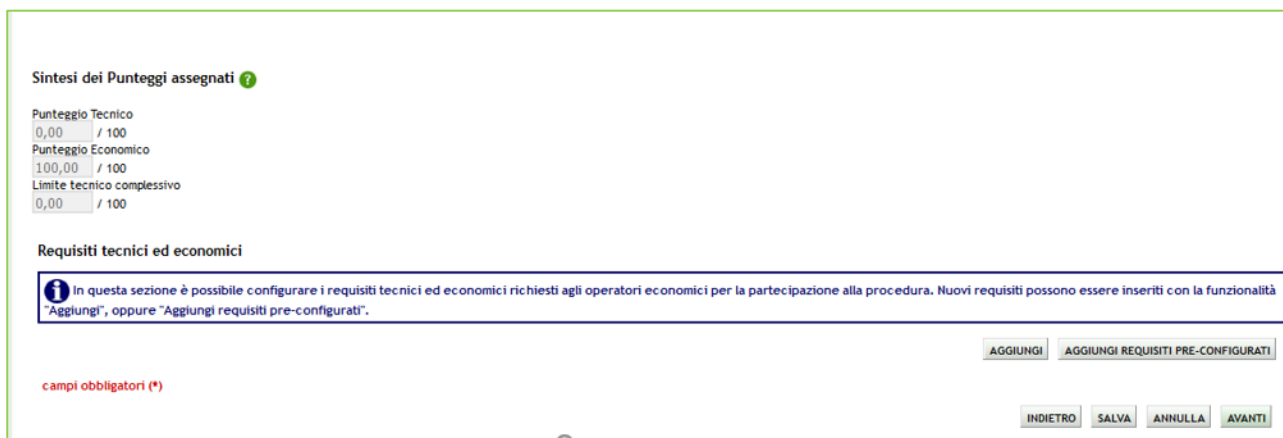 Sintesi dei Punteggi assegnati ?
Punteggio Tecnico
0,00 / 100
Punteggio Economico
100,00 / 100
Limite tecnico complessivo
0,00 / 100
Requisiti tecnici ed economici
In questa sezione è possibile configurare i requisiti tecnici ed economici richiesti agli operatori economici per la partecipazione alla procedura. Nuovi requisiti possono essere inseriti con la funzionalità
"Aggiungi", oppure "Aggiungi requisiti pre-configurati".
AGGIUNGI AGGIUNGI REQUISITI PRE-CONFIGURATI
campi obbligatori (*)
INDIETRO SALVA ANNULLA AVANTI